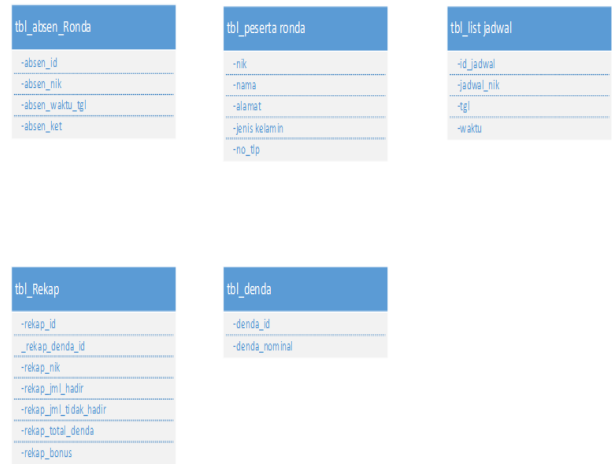 tbl_absen_Ronda
-absen_id
-absen_nik
-absen_waktu_tgl
-absen_ket
tbl_peserta ronda
-nik
-nama
-alamat
-jenis kelamin
-no_tlp
tbl_list jadwal
-id_jadwal
-jadwal_nik
-tgl
-waktu
tbl_Rekap
-rekap_id
_rekap_denda_id
-rekap_nik
-rekap_jml_hadir
-rekap_jml_tidak_hadir
-rekap_total_denda
-rekap_bonus
tbl_denda
-denda_id
-denda_nominal